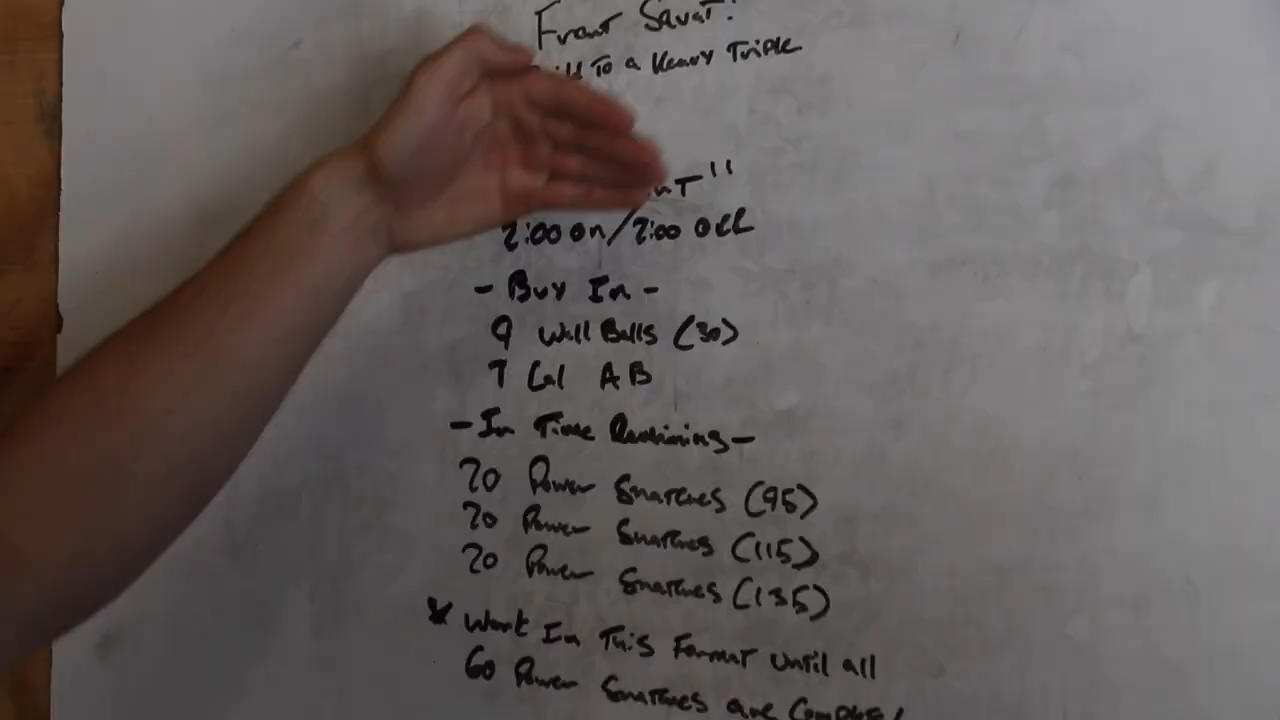 Front Squat:
To a Heavy Triple
2:00 on/2:00 off
- Buy In -
9 Wall Balls (30)
7 Cal AB
- In Time Remaining -
20 Power Snatches (95)
20 Power Snatches (115)
20 Power Snatches (135)
* Work In This Format Until all
60 Power Snatches are Complete!